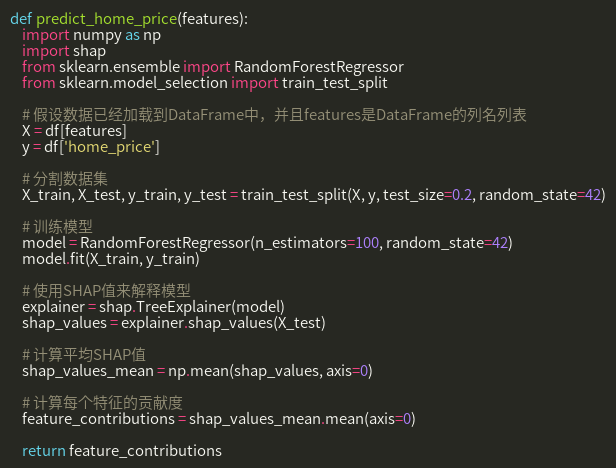 def predict_home_price(features):
    import numpy as np
    import shap
    from sklearn.ensemble import RandomForestRegressor
    from sklearn.model_selection import train_test_split
    # 假设数据已经加载到DataFrame中，并且features是DataFrame的列名列表
    X = df[features]
    y = df['home_price']
    # 分割数据集
    X_train, X_test, y_train, y_test = train_test_split(X, y, test_size=0.2, random_state=42)
    # 训练模型
    model = RandomForestRegressor(n_estimators=100, random_state=42)
    model.fit(X_train, y_train)
    # 使用SHAP值来解释模型
    explainer = shap.TreeExplainer(model)
    shap_values = explainer.shap_values(X_test)
    # 计算平均SHAP值
    shap_values_mean = np.mean(shap_values, axis=0)
    # 计算每个特征的贡献度
    feature_contributions = shap_values_mean.mean(axis=0)
    return feature_contributions